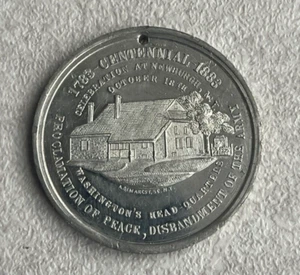 1783 CENTENNIAL 1883
CELEBRATION AT NEWBURGH
OCTOBER 18TH
WASHINGTON'S HEAD QUARTERS
PROCLAMATION OF PEACE, DISBANDMENT OF THE ARMY